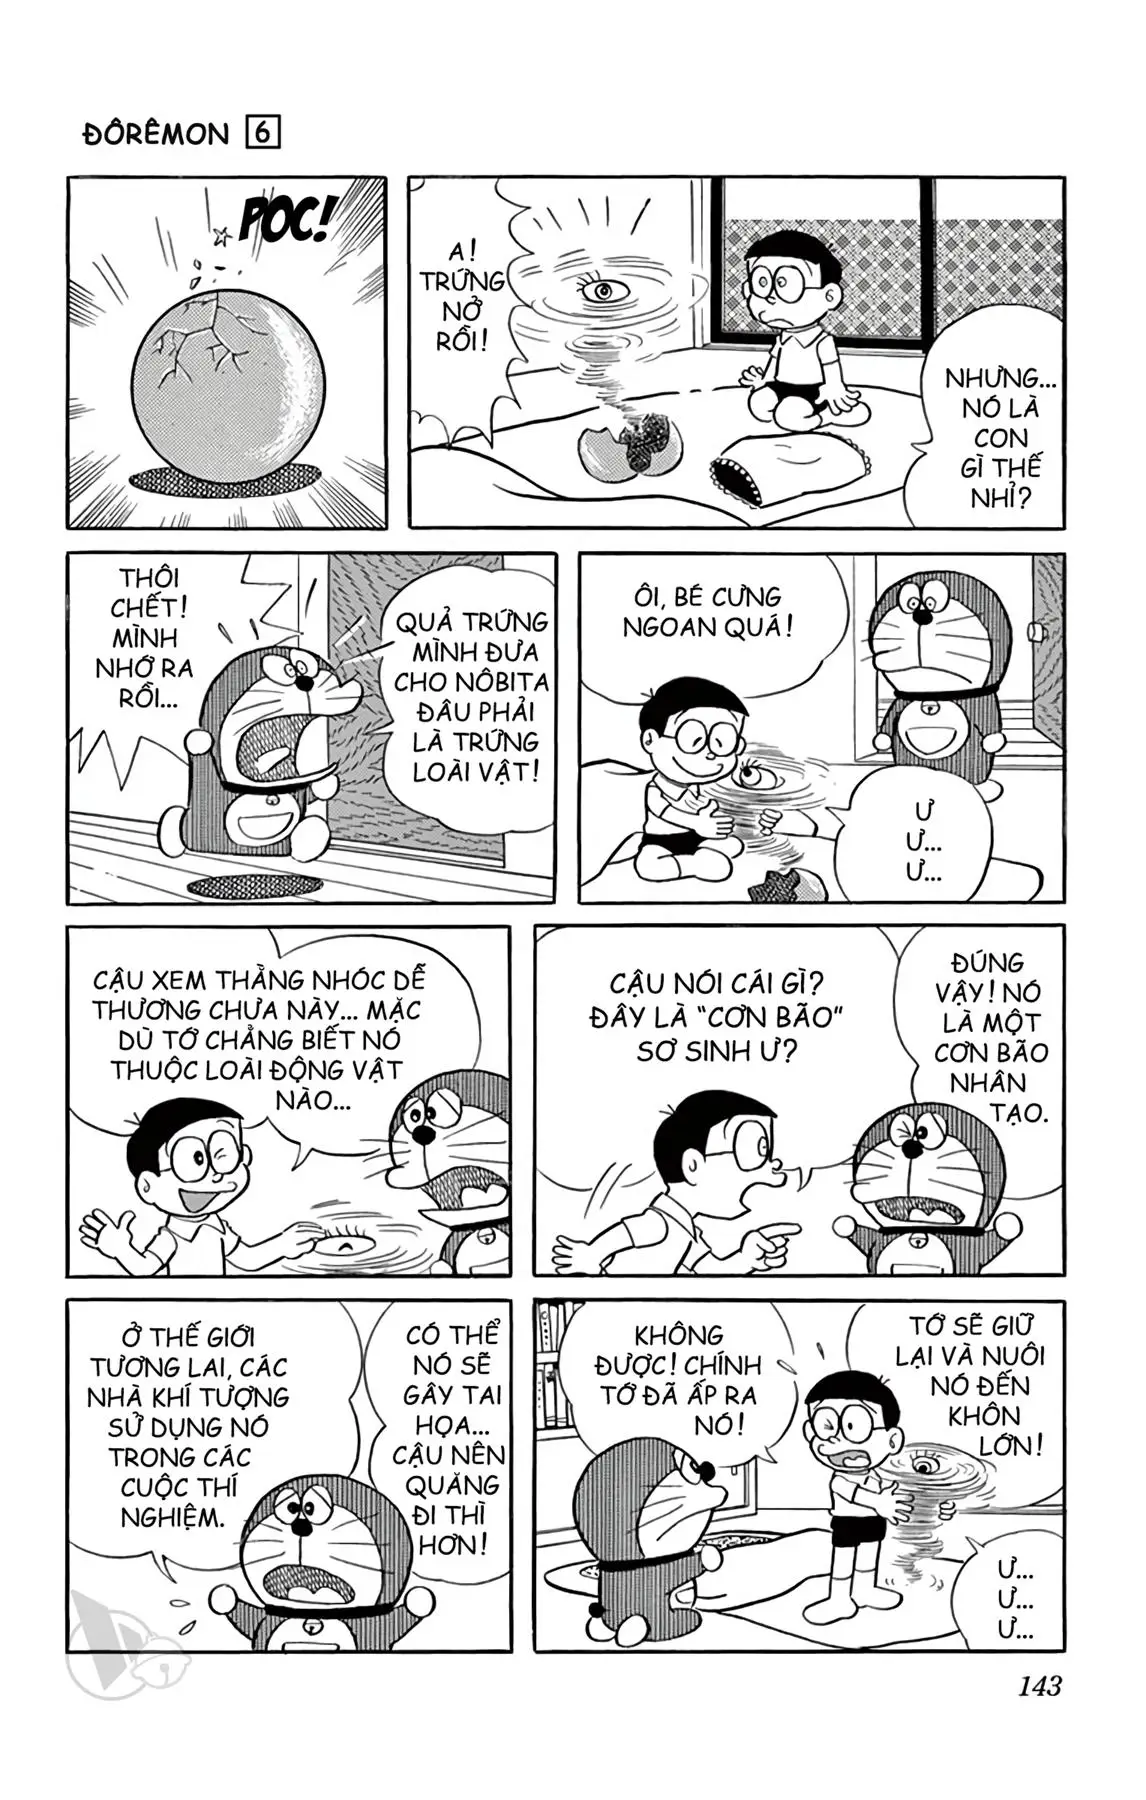 ĐÔRÊMON 6
POC!
A!
TRỨNG
NỞ
RỒI!
NHƯNG...
NÓ LÀ
CON
GÌ THẾ
NHỈ?
THÔI
CHẾT!
MÌNH
NHỚ RA
RỒI...
QUẢ TRỨNG
MÌNH ĐƯA
CHO NÔBITA
ĐÂU PHẢI
LÀ TRỨNG
LOÀI VẬT!
ÔI, BÉ CƯNG
NGOAN QUÁ!
Ư
Ư...
Ư...
CẬU XEM THẰNG NHÓC DỄ
THƯƠNG CHƯA NÀY... MẶC
DÙ TỚ CHẲNG BIẾT NÓ
THUỘC LOÀI ĐỘNG VẬT
NÀO...
CẬU NÓI CÁI GÌ?
ĐÂY LÀ “CƠN BÃO”
SƠ SINH Ư?
ĐÚNG
VẬY! NÓ
LÀ MỘT
CƠN BÃO
NHÂN
TẠO.
Ở THẾ GIỚI
TƯƠNG LAI, CÁC
NHÀ KHÍ TƯỢNG
SỬ DỤNG NÓ
TRONG CÁC
CUỘC THÍ
NGHIỆM.
CÓ THỂ
NÓ SẼ
GÂY TAI
HỌA...
CẬU NÊN
QUĂNG
ĐI THÌ
HƠN!
KHÔNG
ĐƯỢC! CHÍNH
TỚ ĐÃ ẤP RA
NÓ!
TỚ SẼ GIỮ
LẠI VÀ NUÔI
NÓ ĐẾN
KHÔN
LỚN!
Ư...
Ư...
Ư...
143